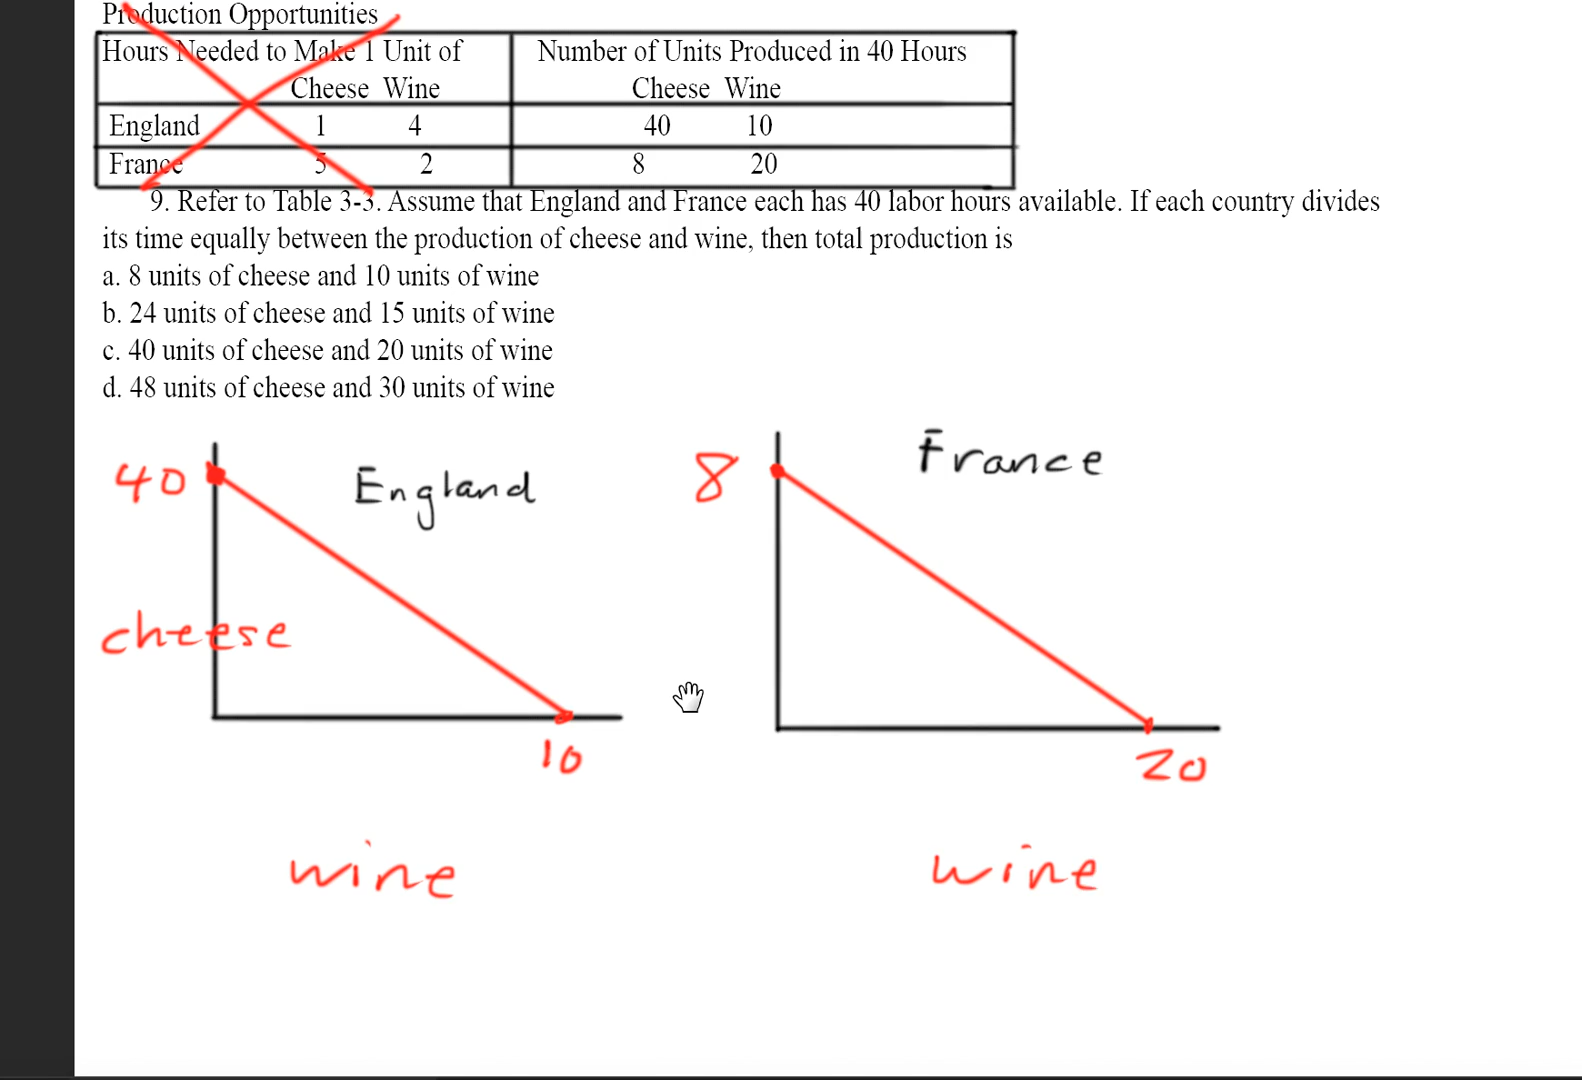 Production Opportunities
Hours Needed to Make 1 Unit of Number of Units Produced in 40 Hours
Cheese Wine Cheese Wine
England 1 4 40 10
France 5 2 8 20
9. Refer to Table 3-3. Assume that England and France each has 40 labor hours available. If each country divides
its time equally between the production of cheese and wine, then total production is
a. 8 units of cheese and 10 units of wine
b. 24 units of cheese and 15 units of wine
c. 40 units of cheese and 20 units of wine
d. 48 units of cheese and 30 units of wine
40 England 8 France
cheese
10 20
wine wine